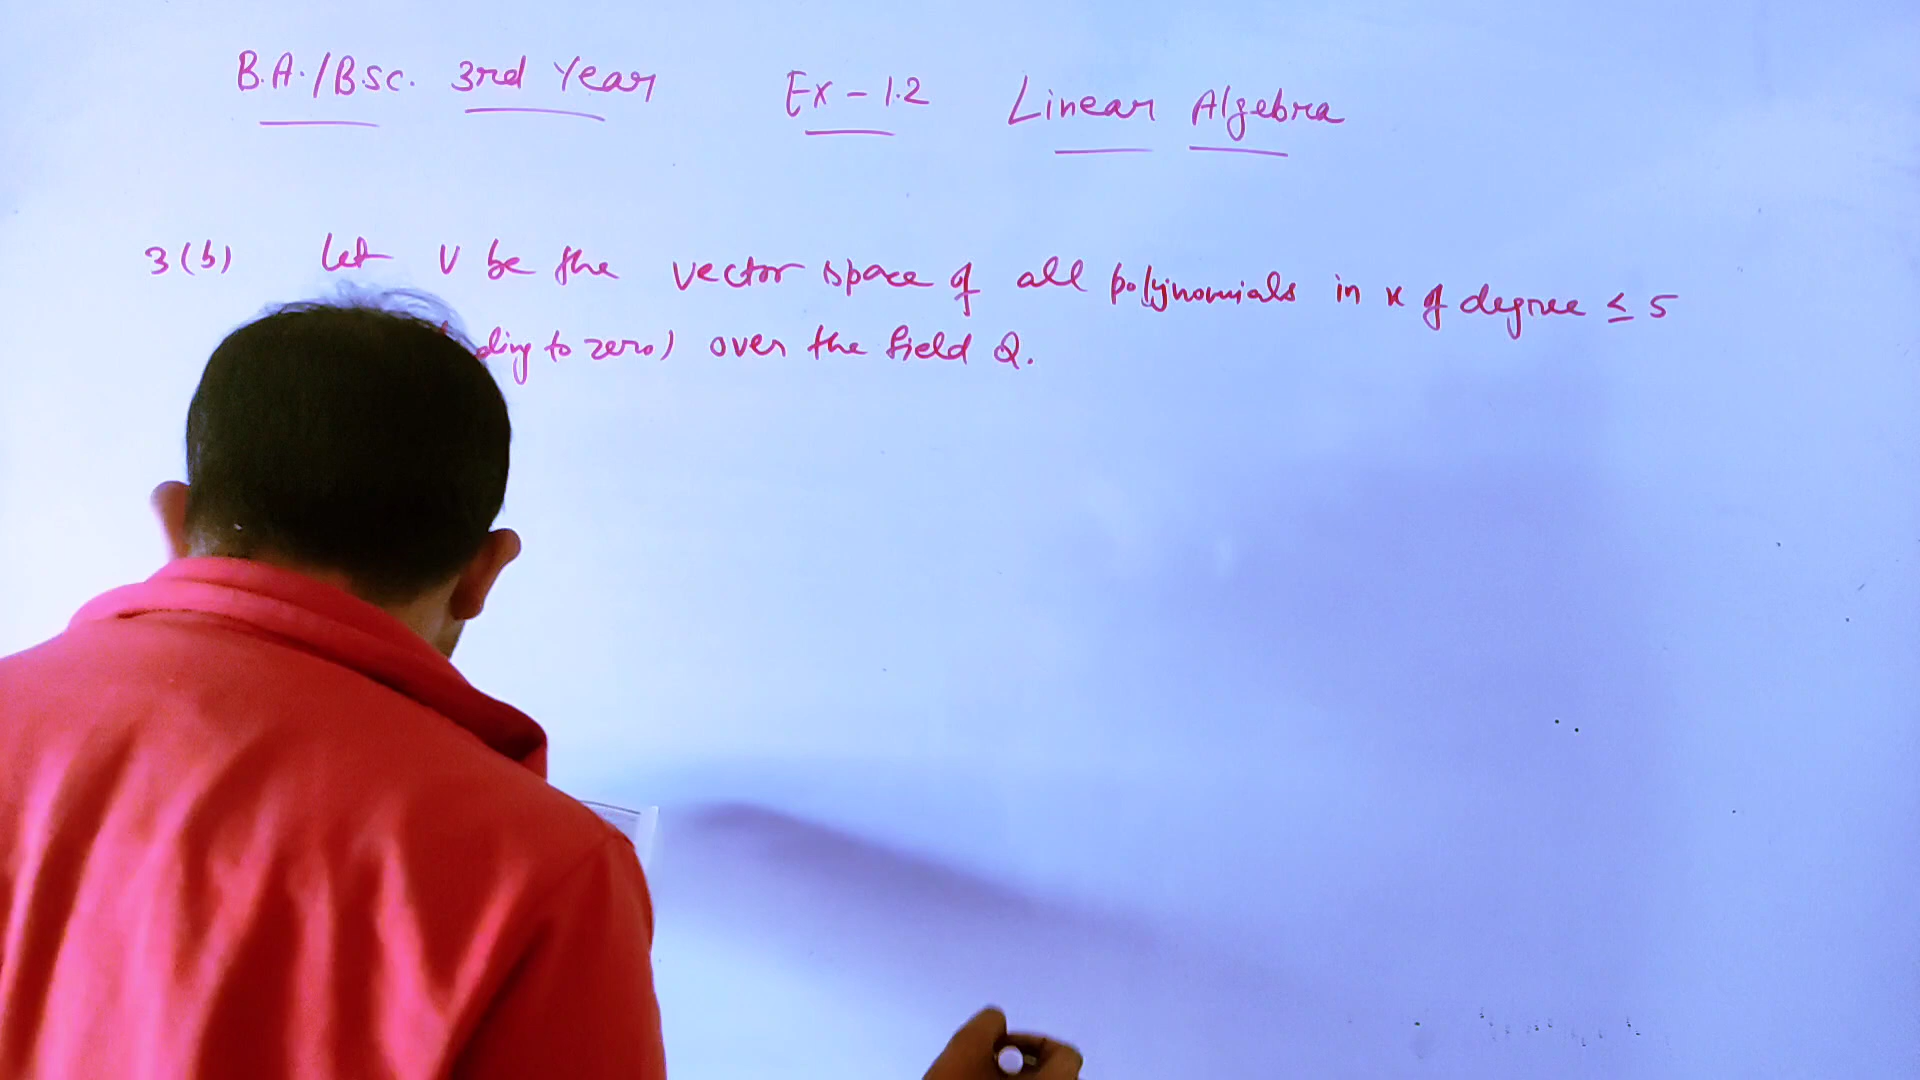 B.A./B.Sc. 3rd Year Ex - 1.2 Linear Algebra
3(b) Let V be the vector space of all polynomials in x of degree ≤ 5
ding to zero) over the field Q.